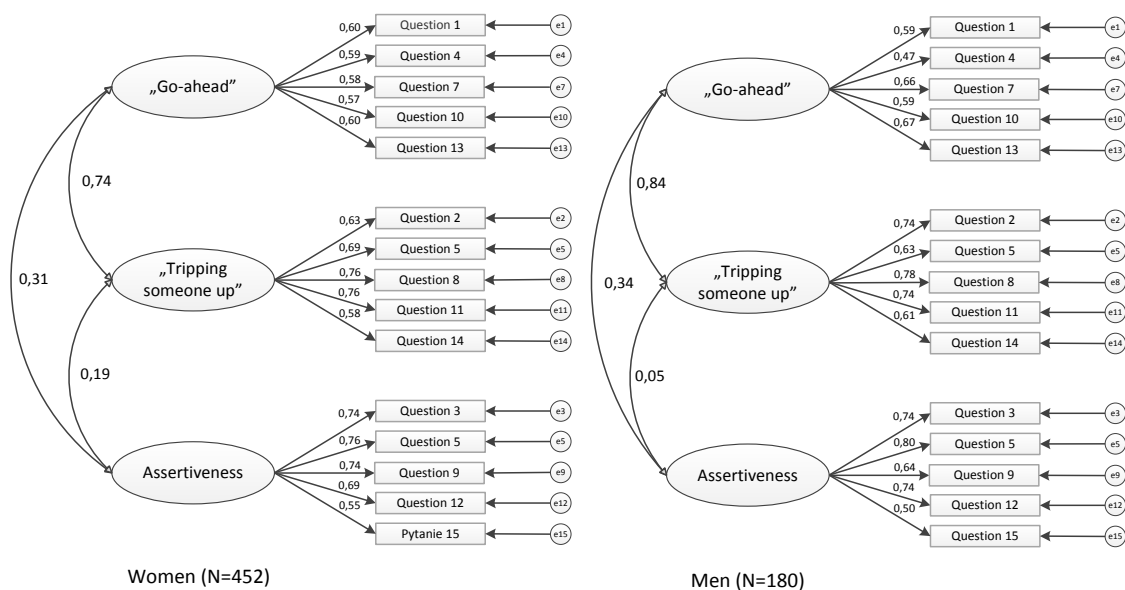 0,60
Question 1
e1
0,59
Question 4
e4
„Go-ahead”
0,58
Question 7
e7
0,57
Question 10
e10
0,60
Question 13
e13
0,74
0,63
Question 2
e2
0,69
Question 5
e5
„Tripping
someone up”
0,76
Question 8
e8
0,76
Question 11
e11
0,58
Question 14
e14
0,31
0,19
0,74
Question 3
e3
0,76
Question 5
e5
Assertiveness
0,74
Question 9
e9
0,69
Question 12
e12
0,55
Pytanie 15
e15
Women (N=452)
0,59
Question 1
e1
0,47
Question 4
e4
„Go-ahead”
0,66
Question 7
e7
0,59
Question 10
e10
0,67
Question 13
e13
0,84
0,74
Question 2
e2
0,63
Question 5
e5
„Tripping
someone up”
0,78
Question 8
e8
0,74
Question 11
e11
0,61
Question 14
e14
0,34
0,05
0,74
Question 3
e3
0,80
Question 5
e5
Assertiveness
0,64
Question 9
e9
0,74
Question 12
e12
0,50
Question 15
e15
Men (N=180)